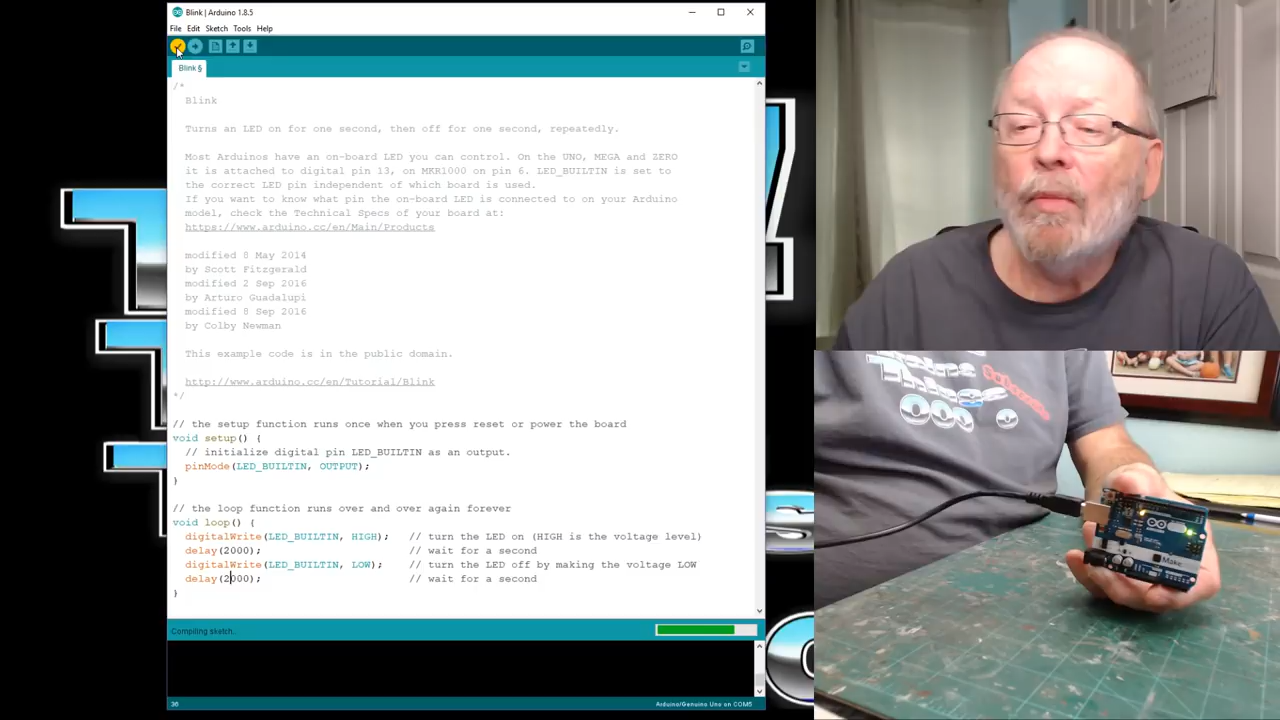 Blink | Arduino 1.8.5
File Edit Sketch Tools Help
Blink §
/*
Blink
Turns an LED on for one second, then off for one second, repeatedly.
Most Arduinos have an on-board LED you can control. On the UNO, MEGA and ZERO
it is attached to digital pin 13, on MKR1000 on pin 6. LED_BUILTIN is set to
the correct LED pin independent of which board is used.
If you want to know what pin the on-board LED is connected to on your Arduino
model, check the Technical Specs of your board at:
https://www.arduino.cc/en/Main/Products
modified 8 May 2014
by Scott Fitzgerald
modified 2 Sep 2016
by Arturo Guadalupi
modified 8 Sep 2016
by Colby Newman
This example code is in the public domain.
http://www.arduino.cc/en/Tutorial/Blink
*/
// the setup function runs once when you press reset or power the board
void setup() {
// initialize digital pin LED_BUILTIN as an output.
pinMode(LED_BUILTIN, OUTPUT);
}
// the loop function runs over and over again forever
void loop() {
digitalWrite(LED_BUILTIN, HIGH); // turn the LED on (HIGH is the voltage level)
delay(2000); // wait for a second
digitalWrite(LED_BUILTIN, LOW); // turn the LED off by making the voltage LOW
delay(2000); // wait for a second
}
Compiling sketch...
36
Arduino/Genuino Uno on COM5
Things
Make: